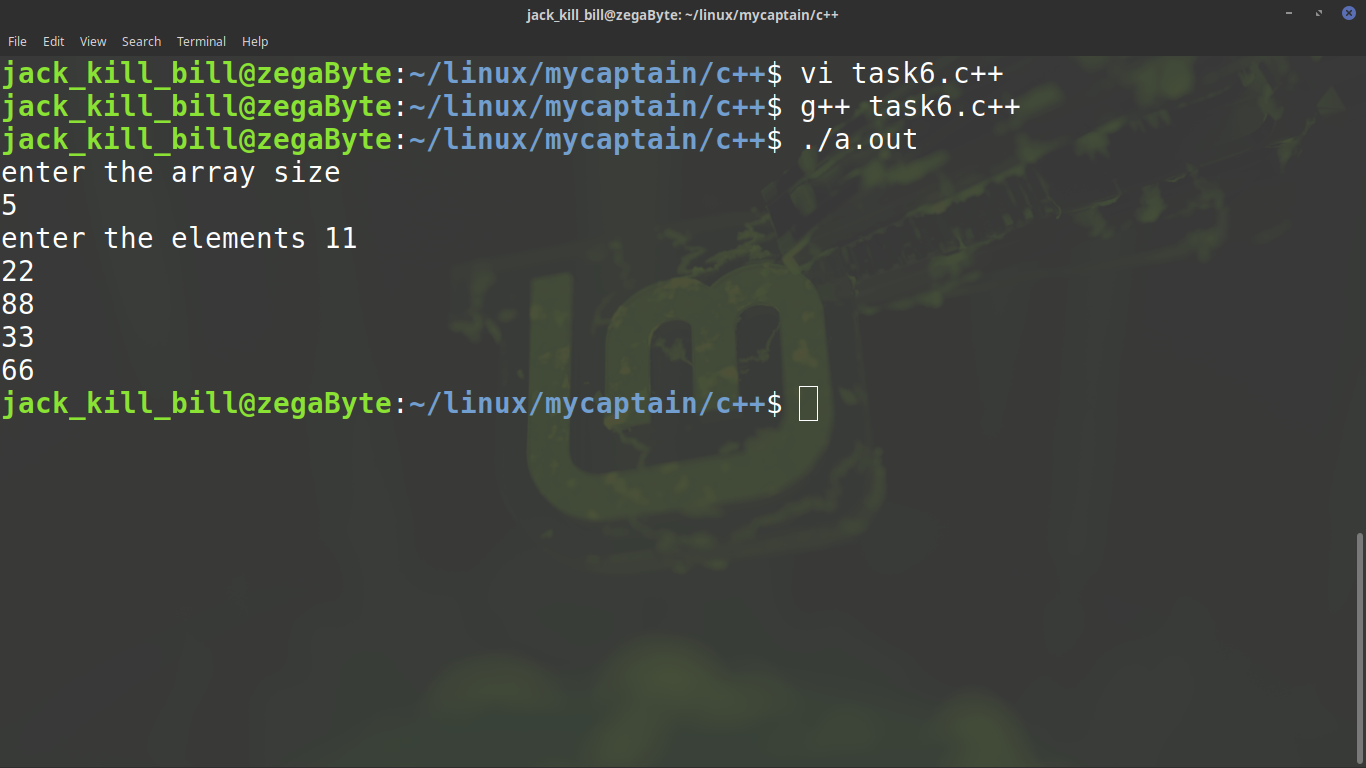 jack_kill_bill@zegaByte: ~/linux/mycaptain/c++
File Edit View Search Terminal Help
jack_kill_bill@zegaByte:~/linux/mycaptain/c++$ vi task6.c++
jack_kill_bill@zegaByte:~/linux/mycaptain/c++$ g++ task6.c++
jack_kill_bill@zegaByte:~/linux/mycaptain/c++$ ./a.out
enter the array size
5
enter the elements 11
22
88
33
66
jack_kill_bill@zegaByte:~/linux/mycaptain/c++$